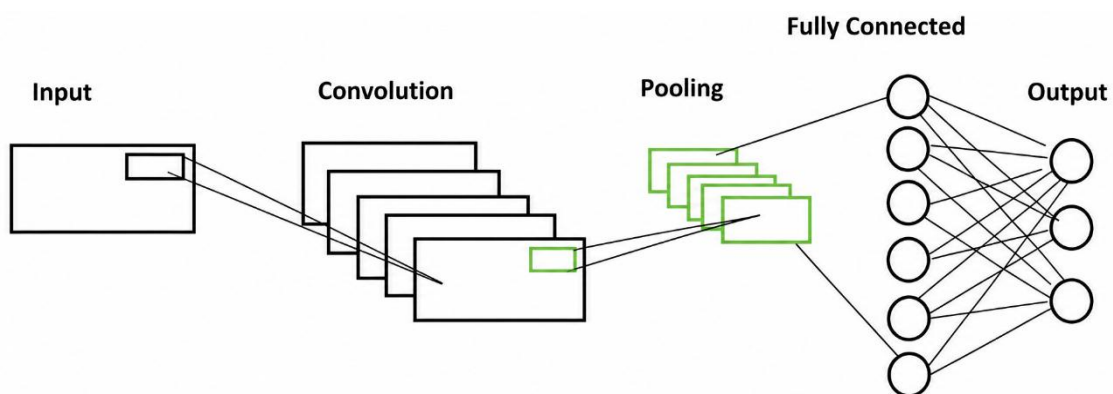 Input
Convolution
Pooling
Fully Connected
Output